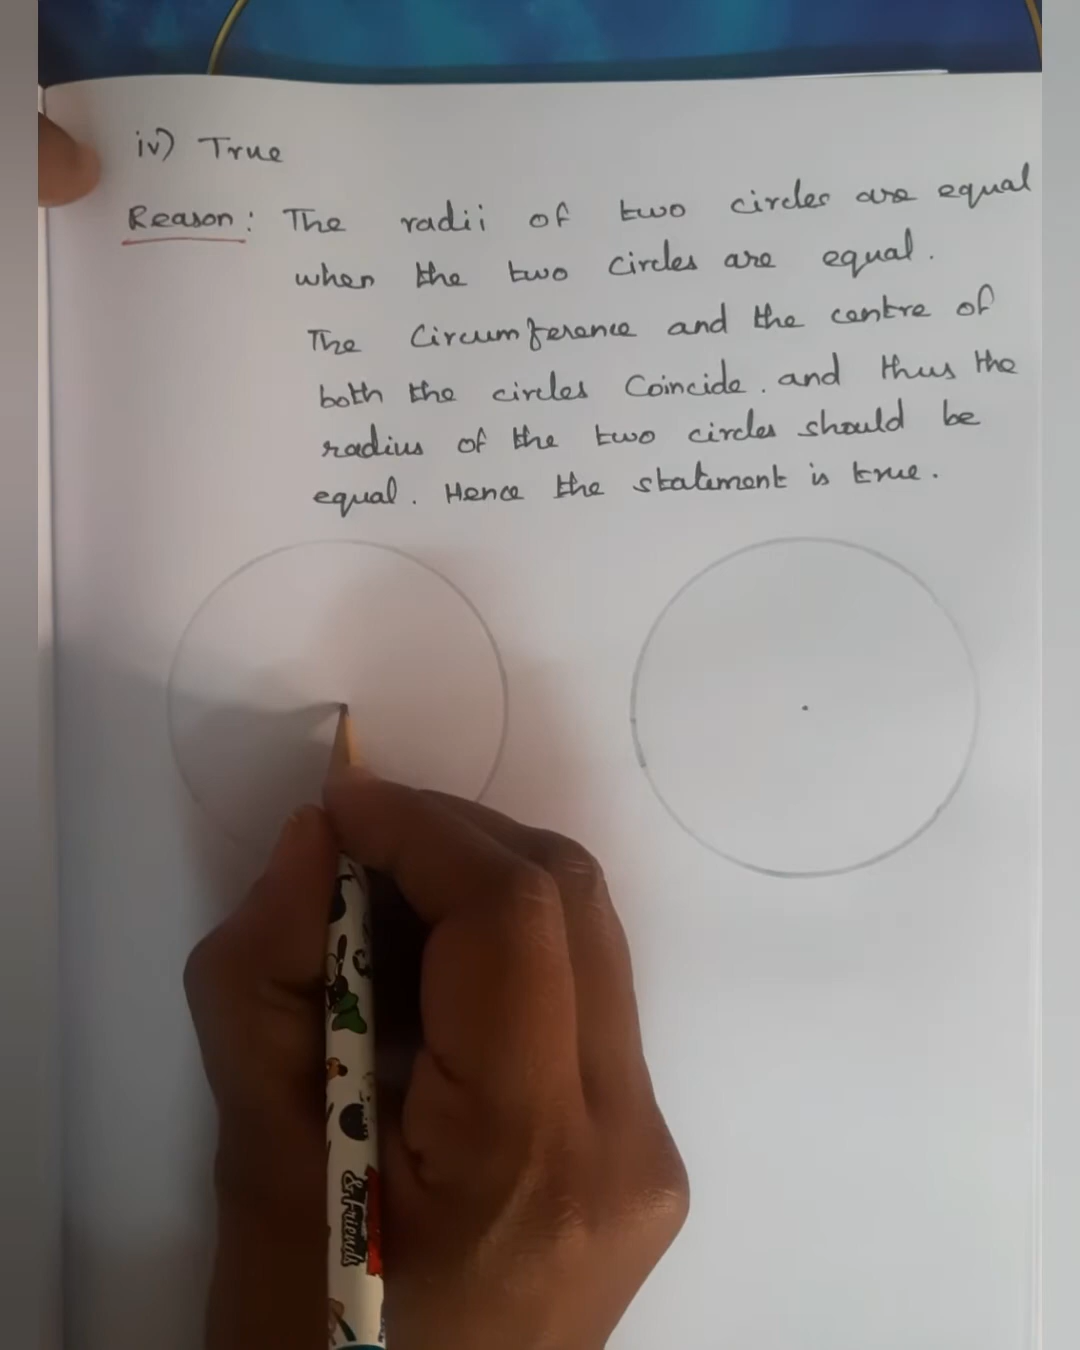 iv) True
Reason: The radii of two circles are equal
when the two circles are equal.
The Circumference and the centre of
both the circles Coincide. and thus the
radius of the two circles should be
equal. Hence the statement is true.
& Friends